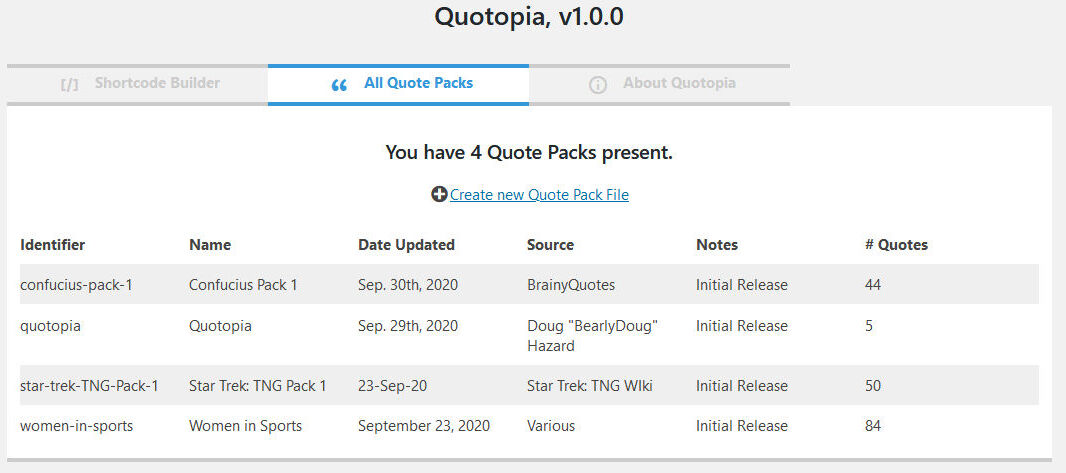 Quotopia, v1.0.0
[/] Shortcode Builder All Quote Packs About Quotopia
You have 4 Quote Packs present.
Create new Quote Pack File
Identifier Name Date Updated Source Notes # Quotes
confucius-pack-1 Confucius Pack 1 Sep. 30th, 2020 BrainyQuotes Initial Release 44
quotopia Quotopia Sep. 29th, 2020 Doug "BearlyDoug" Initial Release 5
Hazard
star-trek-TNG-Pack-1 Star Trek: TNG Pack 1 23-Sep-20 Star Trek: TNG WIki Initial Release 50
women-in-sports Women in Sports September 23, 2020 Various Initial Release 84